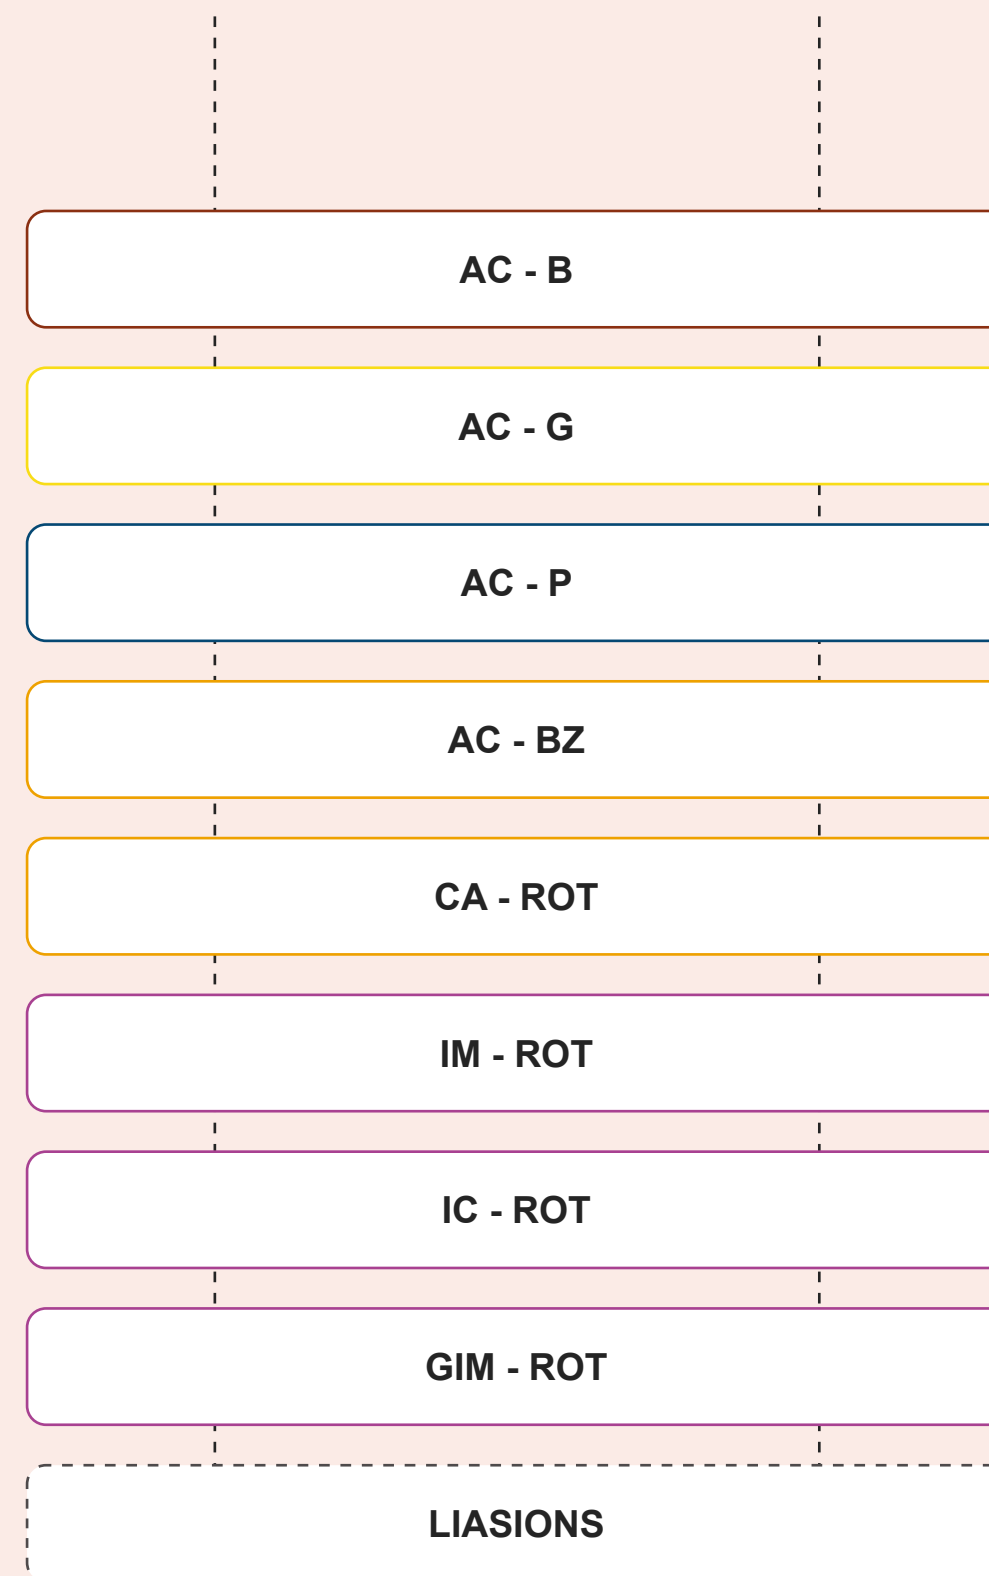 AC - B
AC - G
AC - P
AC - BZ
CA - ROT
IM - ROT
IC - ROT
GIM - ROT
LIASIONS